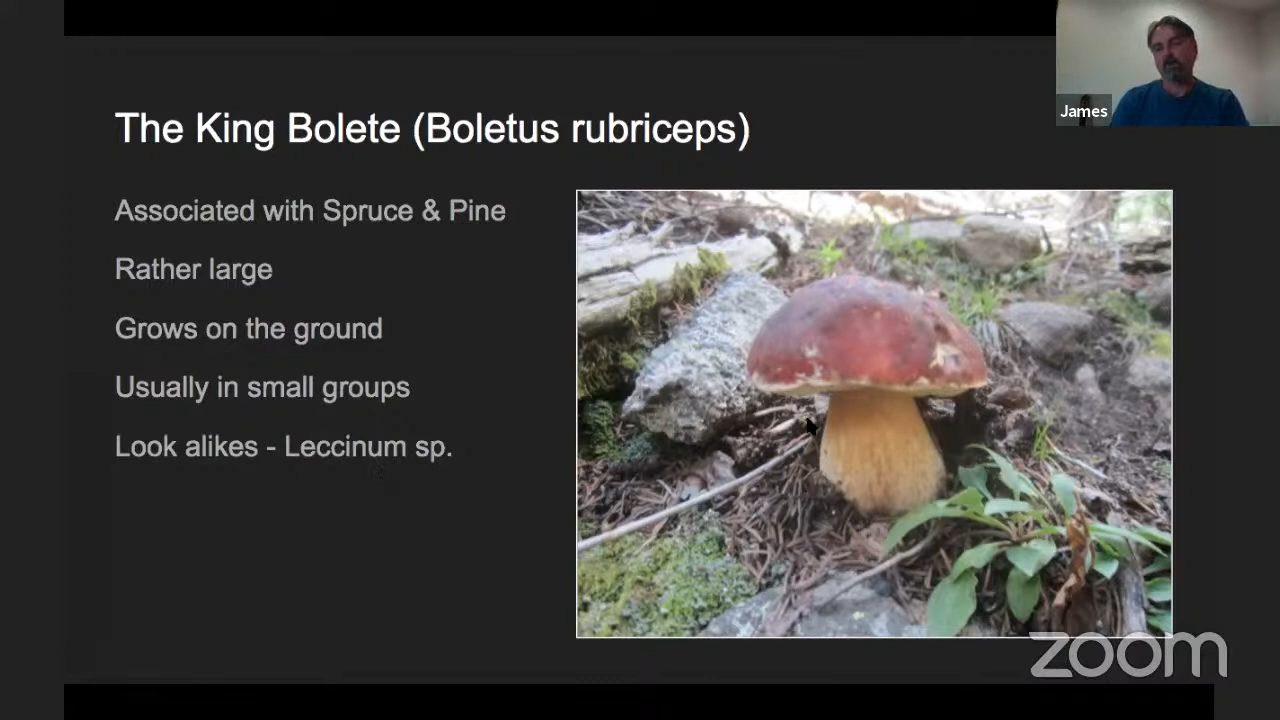 The King Bolete (Boletus rubriceps)
Associated with Spruce & Pine
Rather large
Grows on the ground
Usually in small groups
Look alikes - Leccinum sp.
James
zoom